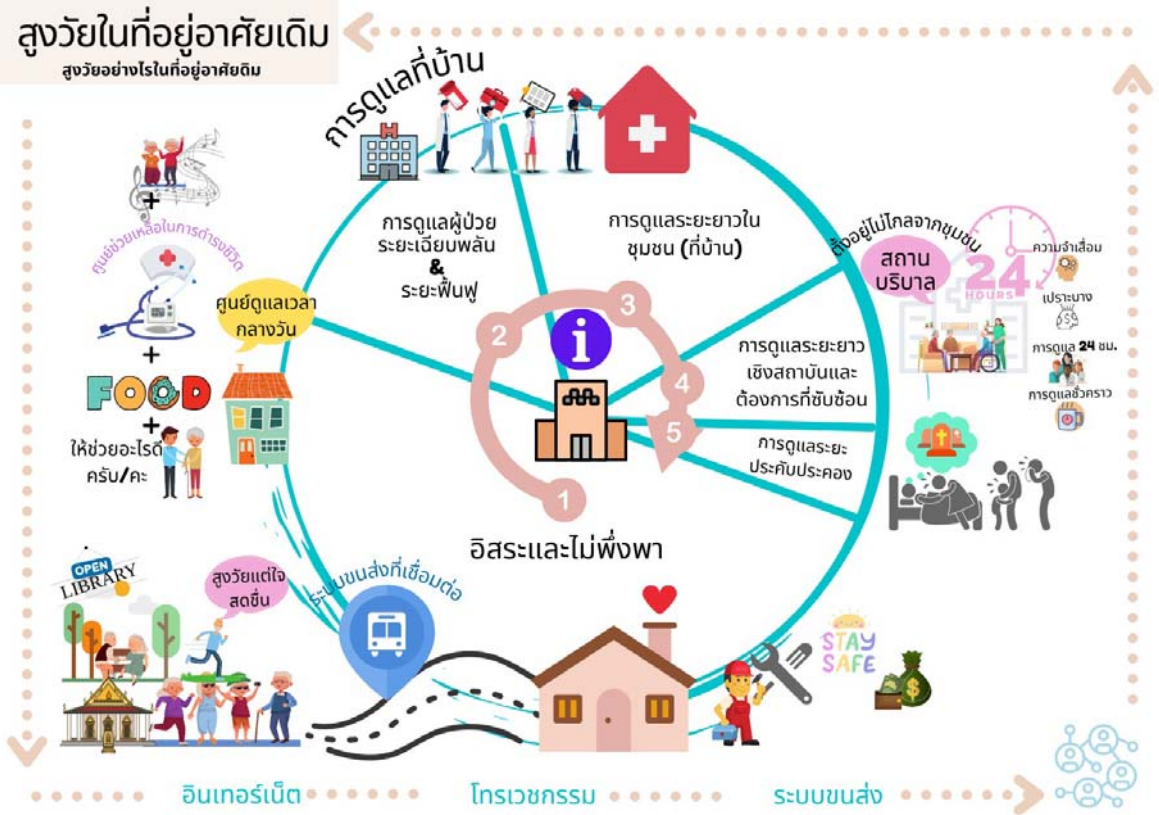 สูงวัยในที่อยู่อาศัยเดิม
สูงวัยอย่างไรในที่อยู่อาศัยดิม
การดูแลที่บ้าน
H
การดูแลผู้ป่วย
ระยะเฉียบพลัน
&
ระยะฟื้นฟู
การดูแลระยะยาวใน
ชุมชน (ที่บ้าน)
ตั้งอยู่ไม่ไกลจากชุมชน
สถาน
บริบาล
24
HOURS
ความจำเสื่อม
เปราะบาง
การดูแล 24 ชม.
การดูแลชั่วคราว
การดูแลระยะยาว
เชิงสถาบันและ
ต้องการที่ซับซ้อน
การดูแลระยะ
ประคับประคอง
+
ศูนย์ช่วยเหลือในการดำรงชีวิต
ศูนย์ดูแลเวลา
กลางวัน
+
FOOD
+
ให้ช่วยอะไรดี
ครับ/คะ
i
1
2
3
4
5
อิสระและไม่พึ่งพา
OPEN
LIBRARY
สูงวัยแต่ใจ
สดชื่น
ระบบขนส่งที่เชื่อมต่อ
STAY
SAFE
$
อินเทอร์เน็ต
โทรเวชกรรม
ระบบขนส่ง